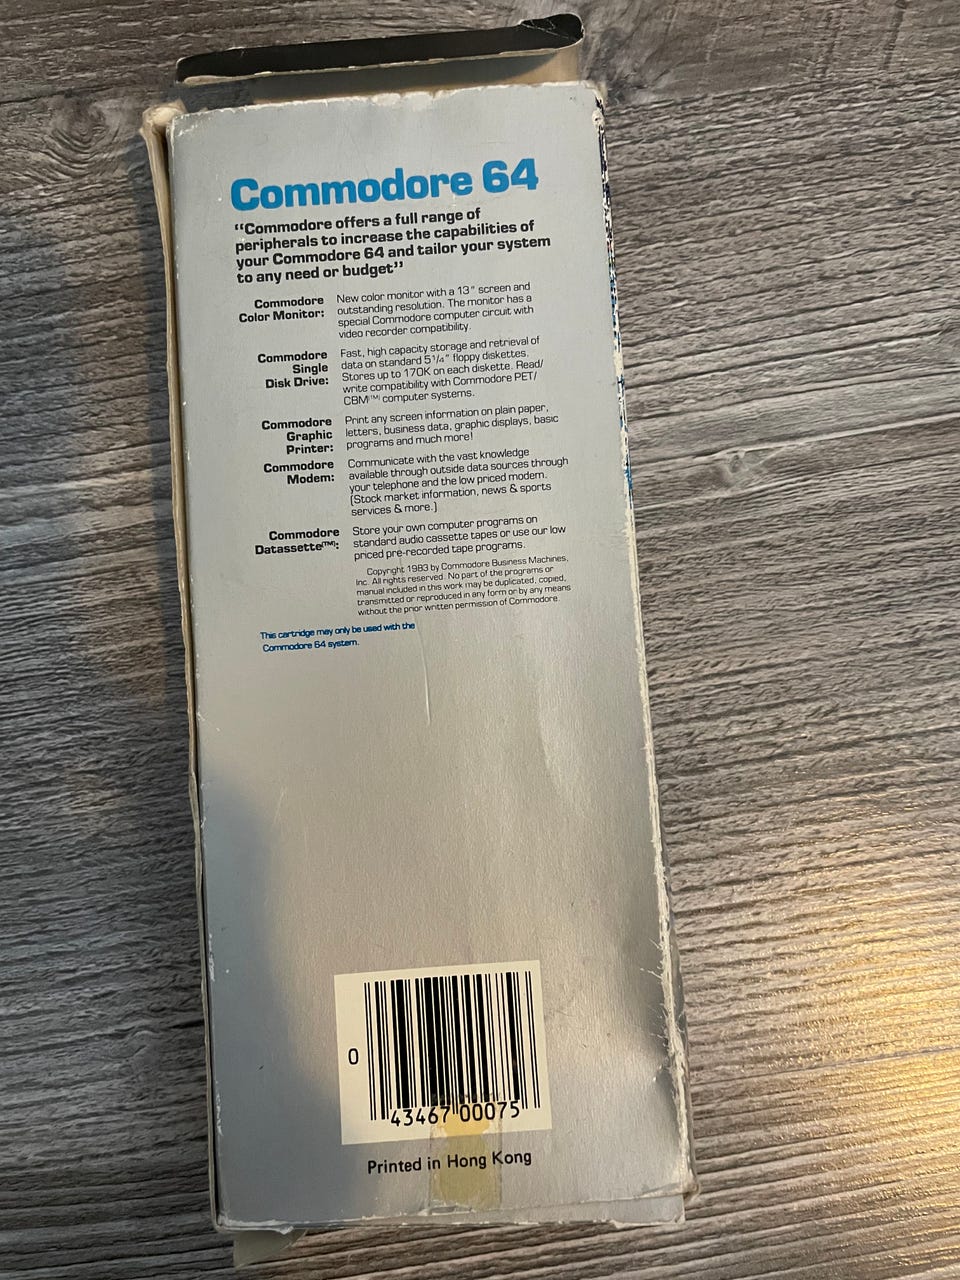 Commodore 64
“Commodore offers a full range of
peripherals to increase the capabilities of
your Commodore 64 and tailor your system
to any need or budget”
Commodore
Color Monitor:
New color monitor with a 13" screen and
outstanding resolution. The monitor has a
special Commodore computer circuit with
video recorder compatibility.
Commodore
Single
Disk Drive:
Fast, high capacity storage and retrieval of
data on standard 5¹/₄" floppy diskettes.
Stores up to 170K on each diskette. Read/
write compatibility with Commodore PET/
CBM(TM) computer systems.
Commodore
Graphic
Printer:
Print any screen information on plain paper,
letters, business data, graphic displays, basic
programs and much more!
Commodore
Modem:
Communicate with the vast knowledge
available through outside data sources through
your telephone and the low priced modem.
(Stock market information, news & sports
services & more.)
Commodore
Datassette(TM):
Store your own computer programs on
standard audio cassette tapes or use our low
priced pre-recorded tape programs.
Copyright 1983 by Commodore Business Machines,
Inc. All rights reserved. No part of the programs or
manual included in this work may be duplicated, copied,
transmitted or reproduced in any form or by any means
without the prior written permission of Commodore.
This cartridge may only be used with the
Commodore 64 system.
0
43467 00075
Printed in Hong Kong